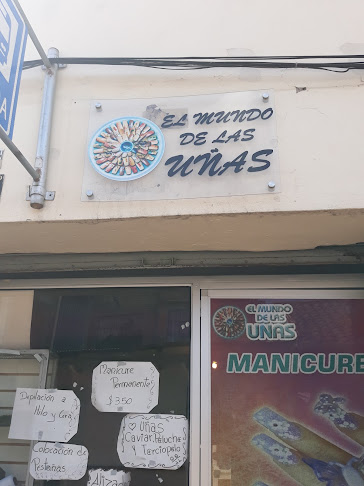 EL MUNDO
DE LAS
UÑAS
EL MUNDO
DE LAS
UÑAS
MANICURE
Manicure
Permanente
$350
Depilación a
Hilo y Cera
♡ Uñas
Caviar, Peluche
y Terciopelo
Colocación de
Pestañas
A